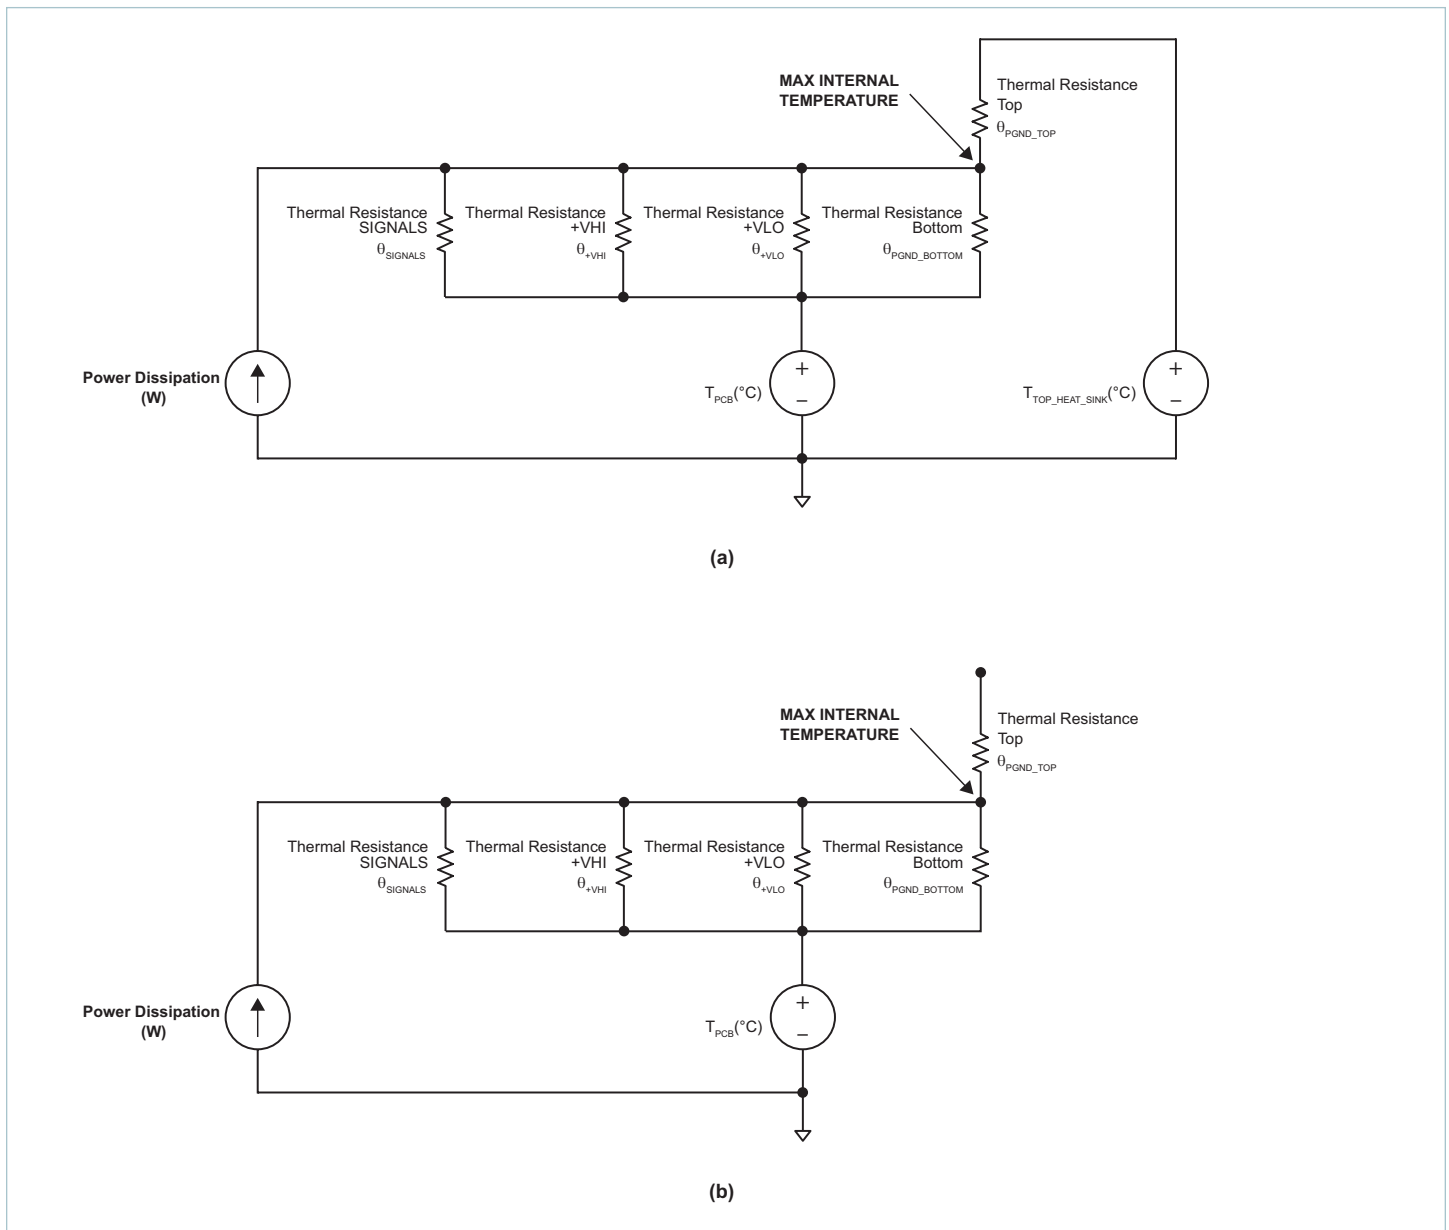 MAX INTERNAL
TEMPERATURE
Thermal Resistance
Top
θPGND_TOP
Thermal Resistance
SIGNALS
θSIGNALS
Thermal Resistance
+VHI
θ+VHI
Thermal Resistance
+VLO
θ+VLO
Thermal Resistance
Bottom
θPGND_BOTTOM
Power Dissipation
(W)
+
TPCB(°C)
–
+
TTOP_HEAT_SINK(°C)
–
(a)
MAX INTERNAL
TEMPERATURE
Thermal Resistance
Top
θPGND_TOP
Thermal Resistance
SIGNALS
θSIGNALS
Thermal Resistance
+VHI
θ+VHI
Thermal Resistance
+VLO
θ+VLO
Thermal Resistance
Bottom
θPGND_BOTTOM
Power Dissipation
(W)
+
TPCB(°C)
–
(b)